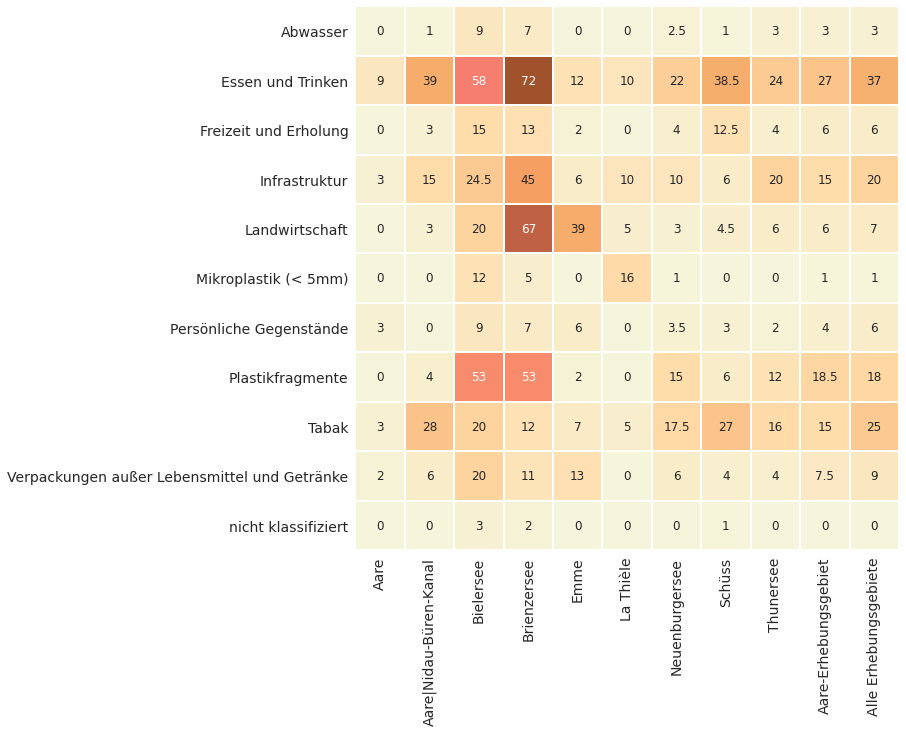 Abwasser 0 1 9 7 0 0 2.5 1 3 3 3
Essen und Trinken 9 39 58 72 12 10 22 38.5 24 27 37
Freizeit und Erholung 0 3 15 13 2 0 4 12.5 4 6 6
Infrastruktur 3 15 24.5 45 6 10 10 6 20 15 20
Landwirtschaft 0 3 20 67 39 5 3 4.5 6 6 7
Mikroplastik (< 5mm) 0 0 12 5 0 16 1 0 0 1 1
Persönliche Gegenstände 3 0 9 7 6 0 3.5 3 2 4 6
Plastikfragmente 0 4 53 53 2 0 15 6 12 18.5 18
Tabak 3 28 20 12 7 5 17.5 27 16 15 25
Verpackungen außer Lebensmittel und Getränke 2 6 20 11 13 0 6 4 4 7.5 9
nicht klassifiziert 0 0 3 2 0 0 0 1 0 0 0
Aare
Aare|Nidau-Büren-Kanal
Bielersee
Brienzersee
Emme
La Thièle
Neuenburgersee
Schüss
Thunersee
Aare-Erhebungsgebiet
Alle Erhebungsgebiete